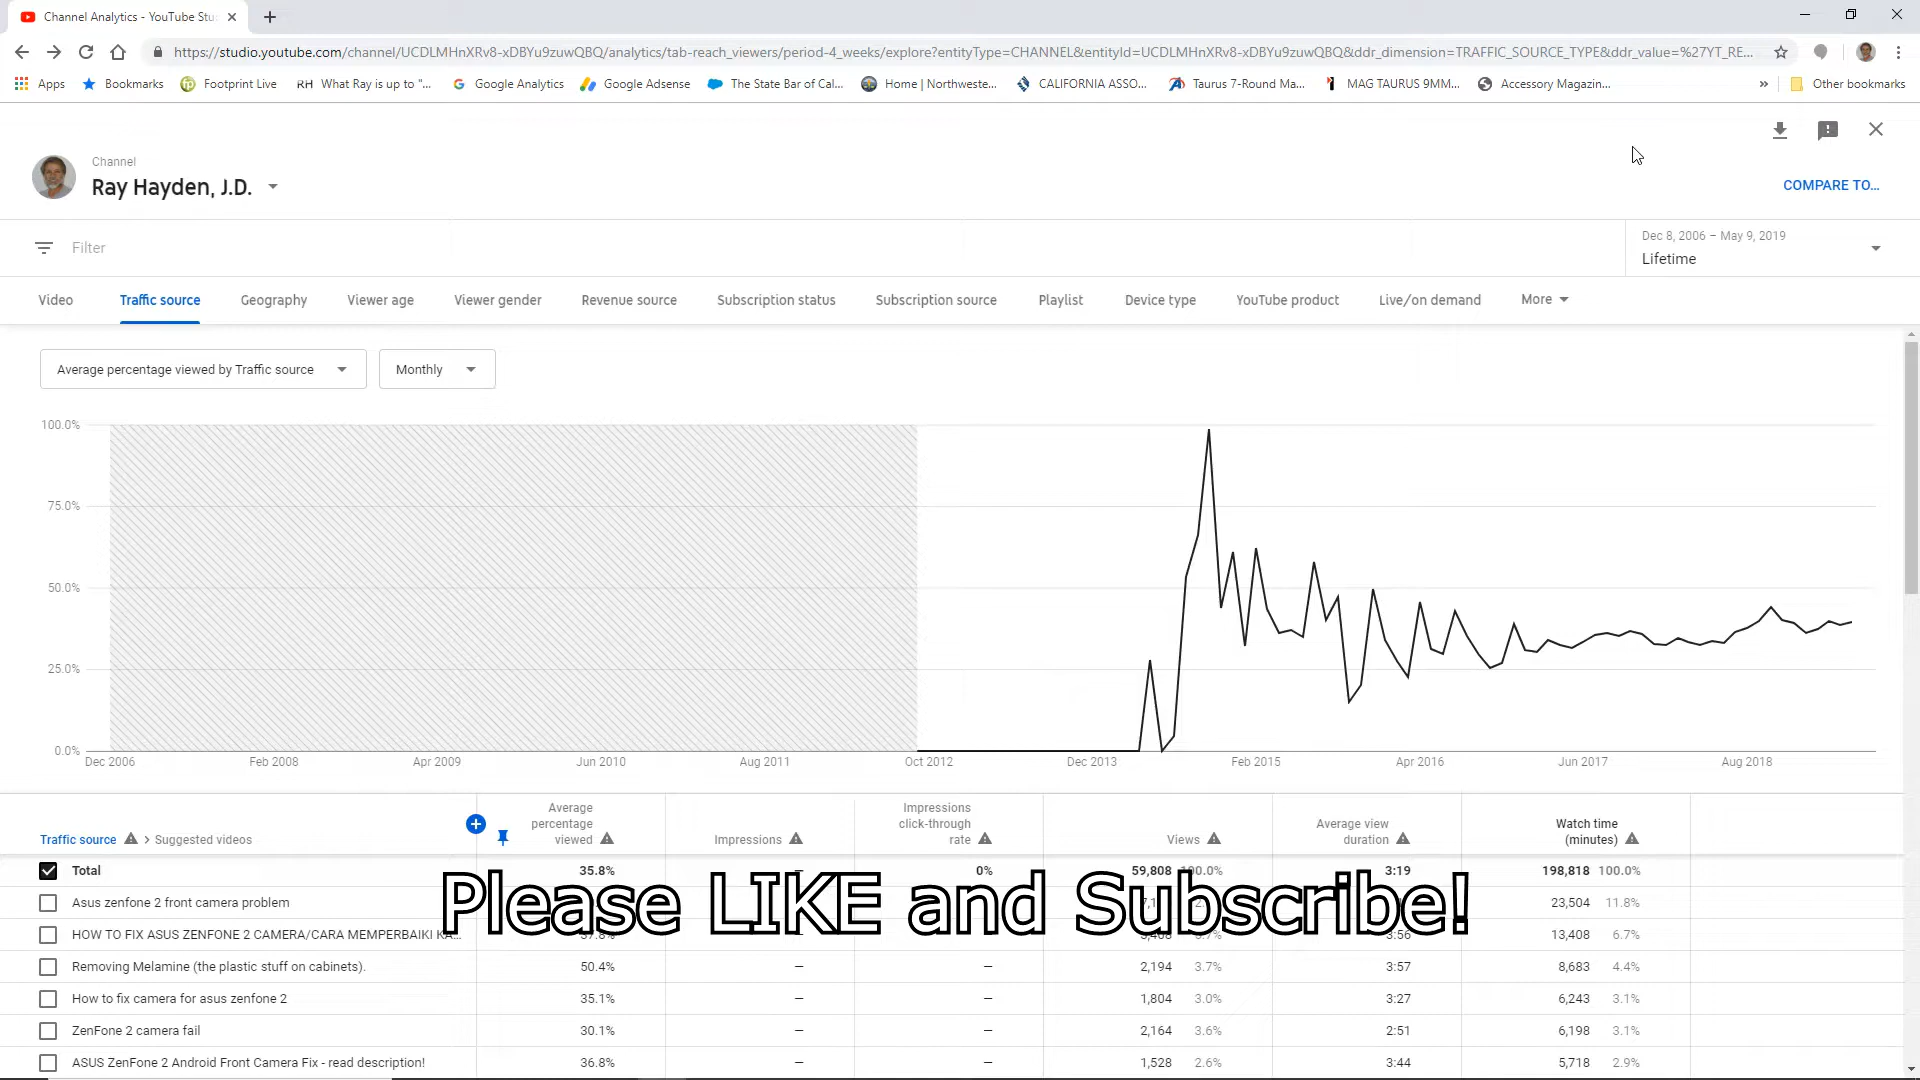 Channel Analytics - YouTube Stu
https://studio.youtube.com/channel/UCDLMHnXRv8-xDBYu9zuwQBQ/analytics/tab-reach_viewers/period-4_weeks/explore?entityType=CHANNEL&entityId=UCDLMHnXRv8-xDBYu9zuwQBQ&ddr_dimension=TRAFFIC_SOURCE_TYPE&ddr_value=%27YT_RE...
Apps Bookmarks Footprint Live RH What Ray is up to "... Google Analytics Google Adsense The State Bar of Cal... Home | Northweste... CALIFORNIA ASSO... Taurus 7-Round Ma... MAG TAURUS 9MM... Accessory Magazin... » Other bookmarks
Channel
Ray Hayden, J.D.
COMPARE TO...
Filter
Dec 8, 2006 – May 9, 2019
Lifetime
Video Traffic source Geography Viewer age Viewer gender Revenue source Subscription status Subscription source Playlist Device type YouTube product Live/on demand More
Average percentage viewed by Traffic source Monthly
100.0%
75.0%
50.0%
25.0%
0.0%
Dec 2006 Feb 2008 Apr 2009 Jun 2010 Aug 2011 Oct 2012 Dec 2013 Feb 2015 Apr 2016 Jun 2017 Aug 2018
Traffic source > Suggested videos
Average percentage viewed
Impressions
Impressions click-through rate
Views
Average view duration
Watch time (minutes)
Total 35.8% — 0% 59,808 3:19 198,818 100.0%
Please LIKE and Subscribe!
Asus zenfone 2 front camera problem 23,504 11.8%
HOW TO FIX ASUS ZENFONE 2 CAMERA/CARA MEMPERBAIKI KA... 3:56 13,408 6.7%
Removing Melamine (the plastic stuff on cabinets). 50.4% — — 2,194 3.7% 3:57 8,683 4.4%
How to fix camera for asus zenfone 2 35.1% — — 1,804 3.0% 3:27 6,243 3.1%
ZenFone 2 camera fail 30.1% — — 2,164 3.6% 2:51 6,198 3.1%
ASUS ZenFone 2 Android Front Camera Fix - read description! 36.8% — — 1,528 2.6% 3:44 5,718 2.9%